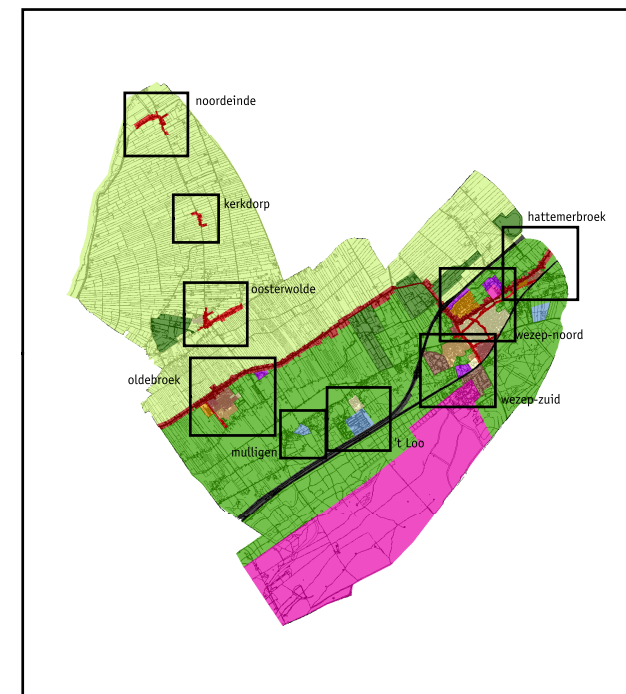 noordeinde
kerkdorp
hattemerbroek
oosterwolde
wezep-noord
oldebroek
wezep-zuid
't Loo
mulligen